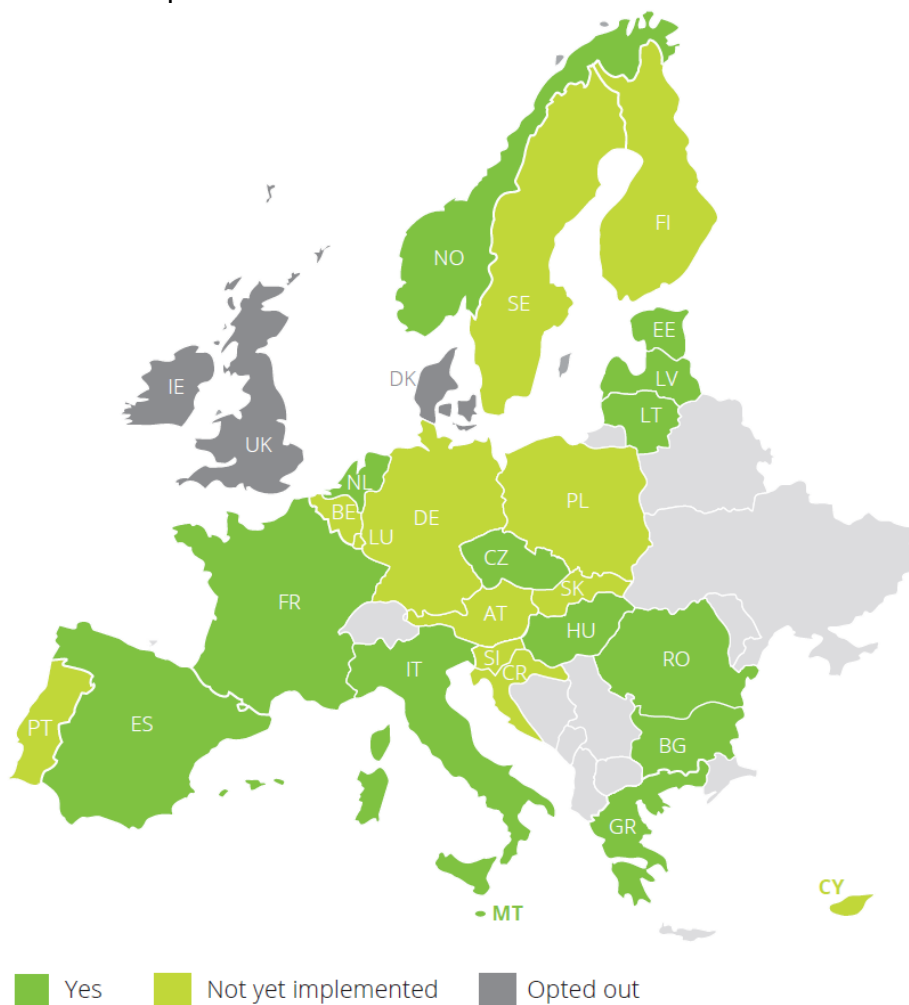 NO
FI
SE
EE
LV
LT
DK
IE
UK
NL
BE
LU
DE
PL
CZ
SK
AT
HU
FR
SI
CR
RO
IT
PT
ES
BG
GR
CY
MT
Yes
Not yet implemented
Opted out